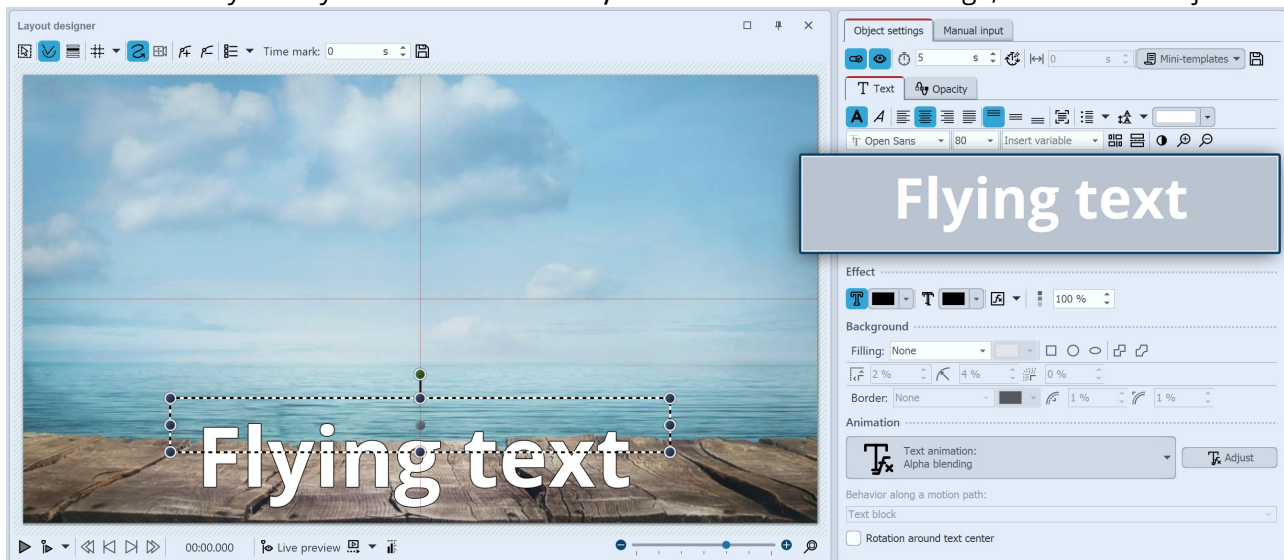 Layout designer
Time mark: 0 s
Flying text
00:00.000 Live preview
Object settings Manual input
5 s 0 s Mini-templates
T Text Opacity
Open Sans 80 Insert variable
Flying text
Effect
100 %
Background
Filling: None
2 % 4 % 0 %
Border: None 1 % 1 %
Animation
Text animation:
Alpha blending
Adjust
Behavior along a motion path:
Text block
Rotation around text center